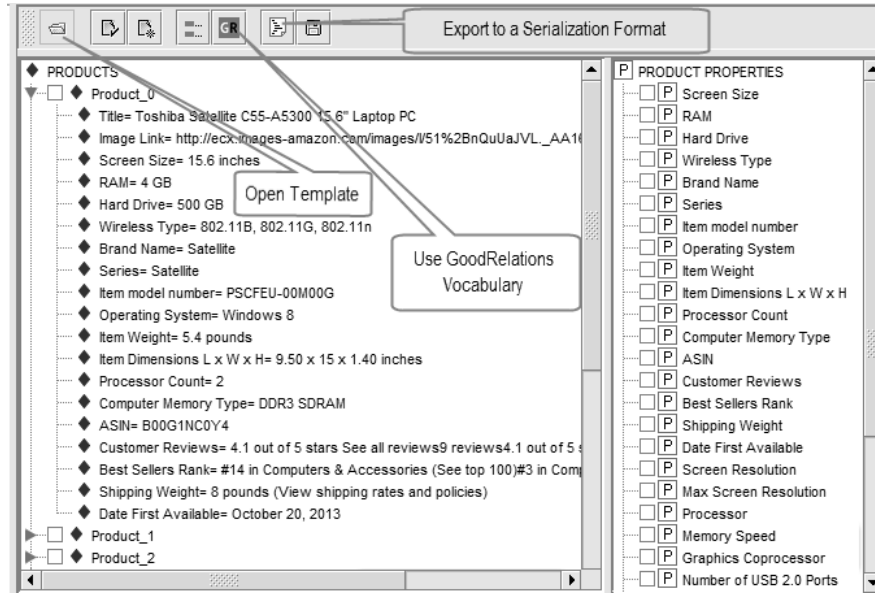 Export to a Serialization Format
GR
PRODUCTS
Product_0
Title= Toshiba Satellite C55-A5300 15.6" Laptop PC
Image Link= http://ecx.images-amazon.com/images/I/51%2BnQuUaJVL._AA16
Screen Size= 15.6 inches
RAM= 4 GB
Hard Drive= 500 GB
Wireless Type= 802.11B, 802.11G, 802.11n
Brand Name= Satellite
Series= Satellite
Item model number= PSCFEU-00M00G
Operating System= Windows 8
Item Weight= 5.4 pounds
Item Dimensions L x W x H= 9.50 x 15 x 1.40 inches
Processor Count= 2
Computer Memory Type= DDR3 SDRAM
ASIN= B00G1NC0Y4
Customer Reviews= 4.1 out of 5 stars See all reviews9 reviews4.1 out of 5 s
Best Sellers Rank= #14 in Computers & Accessories (See top 100)#3 in Comp
Shipping Weight= 8 pounds (View shipping rates and policies)
Date First Available= October 20, 2013
Product_1
Product_2
Open Template
Use GoodRelations
Vocabulary
P PRODUCT PROPERTIES
P Screen Size
P RAM
P Hard Drive
P Wireless Type
P Brand Name
P Series
P Item model number
P Operating System
P Item Weight
P Item Dimensions L x W x H
P Processor Count
P Computer Memory Type
P ASIN
P Customer Reviews
P Best Sellers Rank
P Shipping Weight
P Date First Available
P Screen Resolution
P Max Screen Resolution
P Processor
P Memory Speed
P Graphics Coprocessor
P Number of USB 2.0 Ports